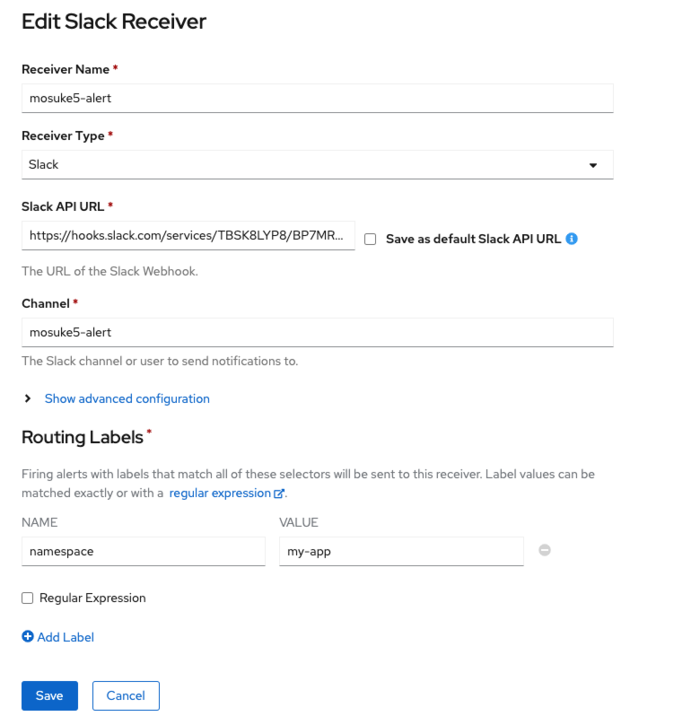 Edit Slack Receiver
Receiver Name *
mosuke5-alert
Receiver Type *
Slack
Slack API URL *
https://hooks.slack.com/services/TBSK8LYP8/BP7MR...
Save as default Slack API URL
The URL of the Slack Webhook.
Channel *
mosuke5-alert
The Slack channel or user to send notifications to.
Show advanced configuration
Routing Labels *
Firing alerts with labels that match all of these selectors will be sent to this receiver. Label values can be
matched exactly or with a regular expression.
NAME VALUE
namespace my-app
Regular Expression
Add Label
Save Cancel